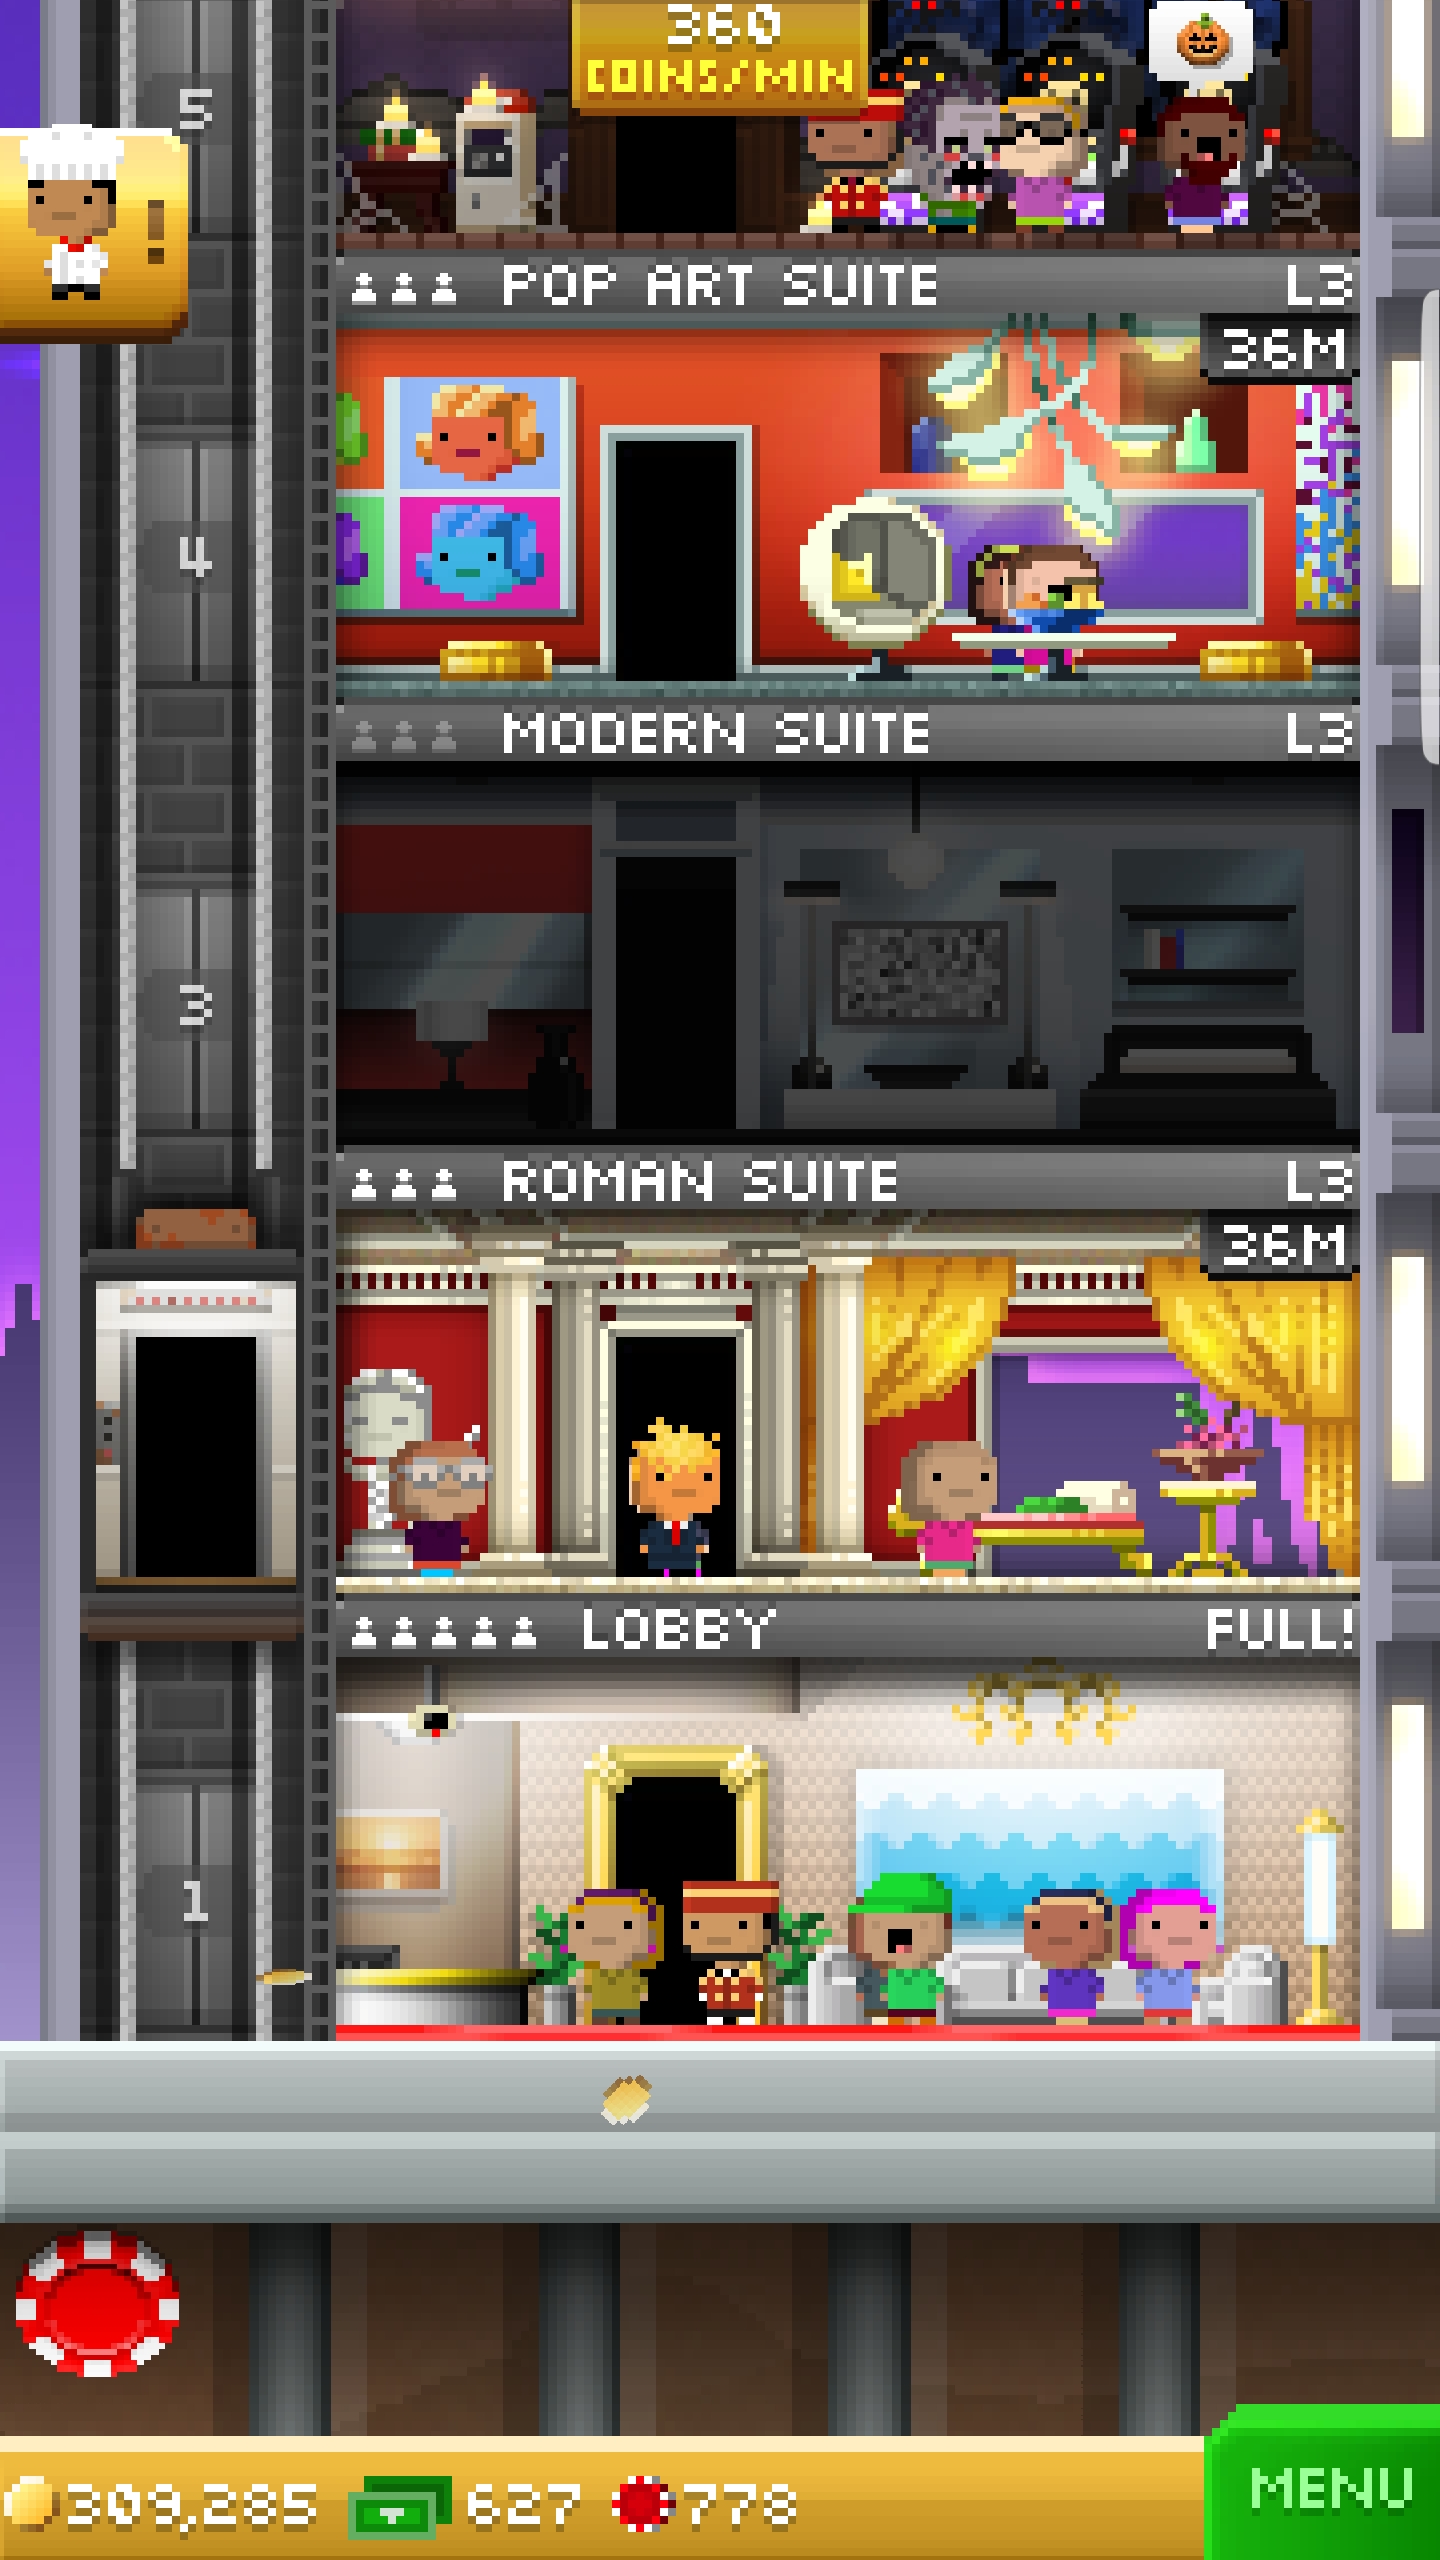 360
COINS/MIN
5
!
POP ART SUITE L3
36M
4
MODERN SUITE L3
3
ROMAN SUITE L3
36M
LOBBY FULL!
1
309,285 627 778
MENU